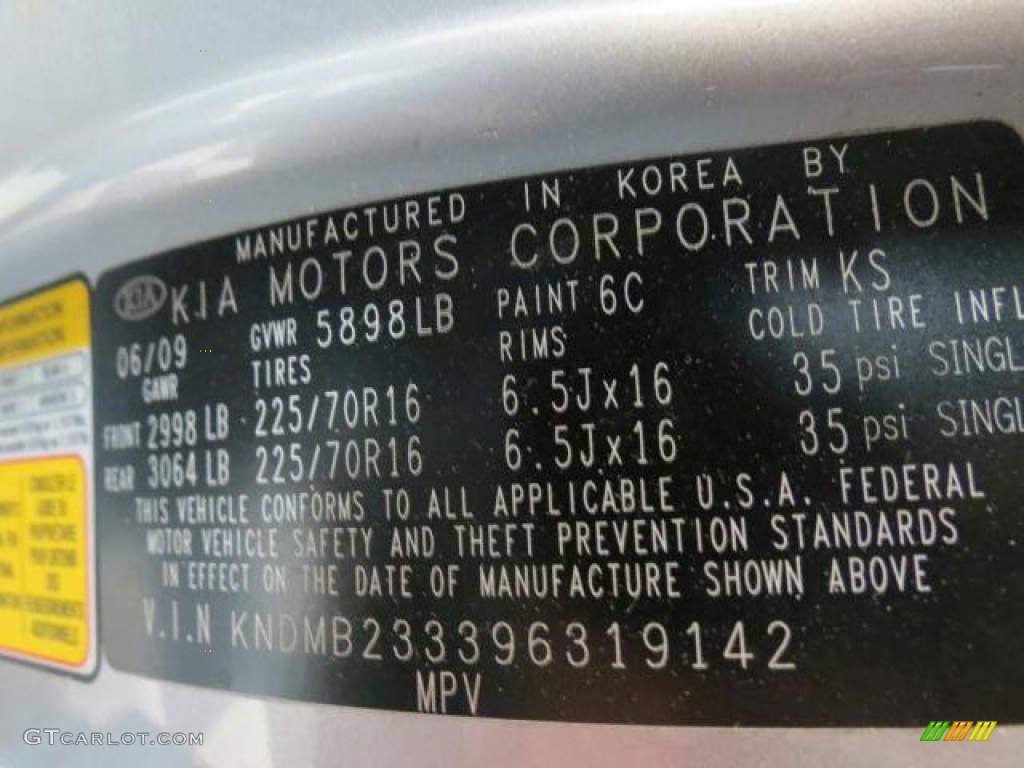 MANUFACTURED IN KOREA BY
KIA KIA MOTORS CORPORATION
06/09 GVWR 5898LB PAINT 6C TRIM KS
GAWR TIRES RIMS COLD TIRE INFL
FRONT 2998 LB 225/70R16 6.5Jx16 35 psi SINGL
REAR 3064 LB 225/70R16 6.5Jx16 35 psi SINGL
THIS VEHICLE CONFORMS TO ALL APPLICABLE U.S.A. FEDERAL
MOTOR VEHICLE SAFETY AND THEFT PREVENTION STANDARDS
IN EFFECT ON THE DATE OF MANUFACTURE SHOWN ABOVE
V.I.N KNDMB233396319142
MPV
GTCARLOT.COM